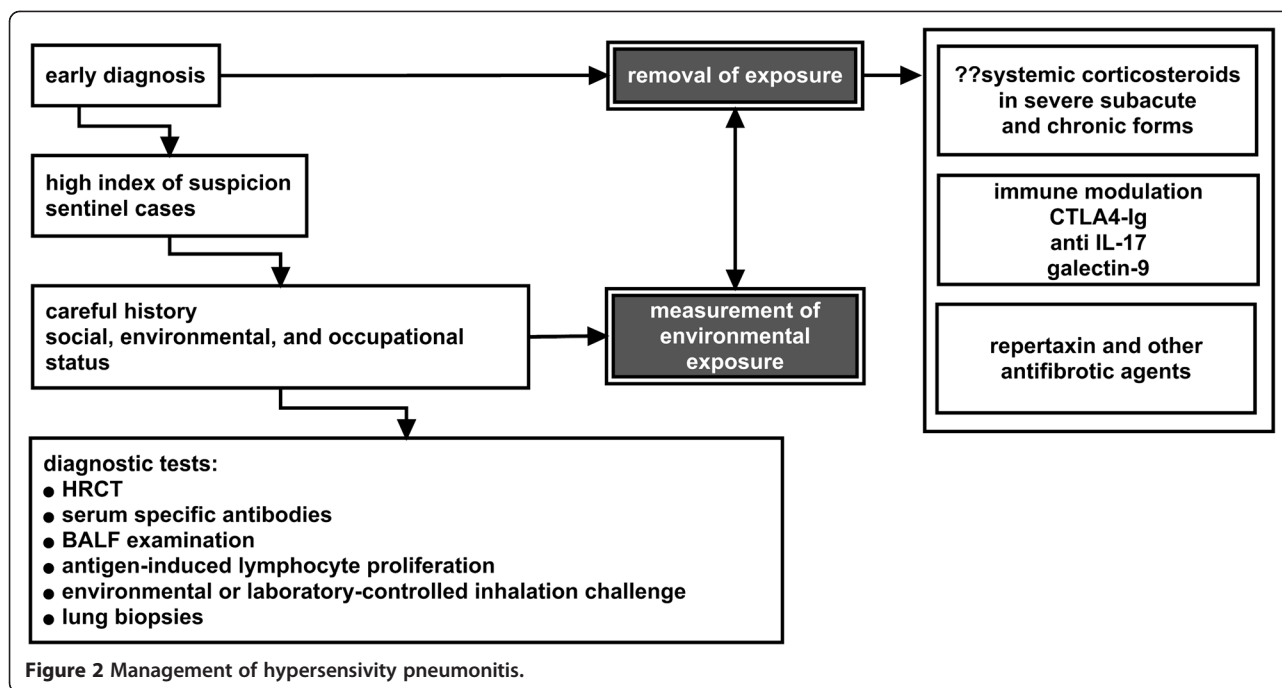 early diagnosis
removal of exposure
??systemic corticosteroids
in severe subacute
and chronic forms
high index of suspicion
sentinel cases
immune modulation
CTLA4-Ig
anti IL-17
galectin-9
careful history
social, environmental, and occupational
status
measurement of
environmental
exposure
repertaxin and other
antifibrotic agents
diagnostic tests:
● HRCT
● serum specific antibodies
● BALF examination
● antigen-induced lymphocyte proliferation
● environmental or laboratory-controlled inhalation challenge
● lung biopsies
Figure 2 Management of hypersensivity pneumonitis.